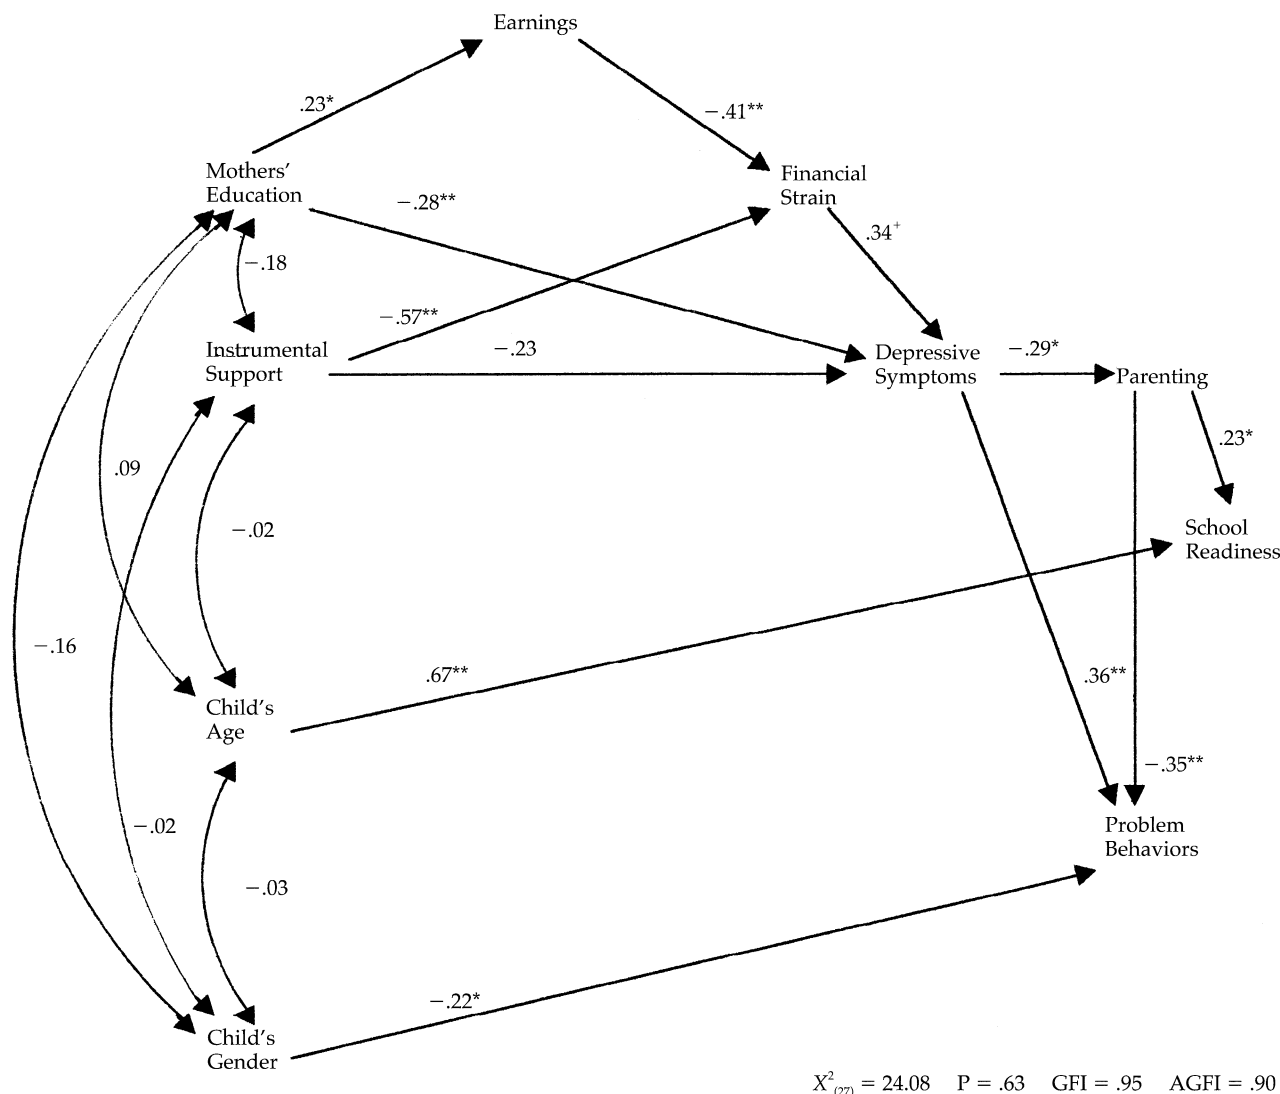 Earnings
.23*
−.41**
Mothers’
Education
Financial
Strain
−.28**
.34+
−.18
−.57**
Instrumental
Support
−.23
Depressive
Symptoms
−.29*
Parenting
.23*
.09
−.02
School
Readiness
−.16
.67**
.36**
Child’s
Age
−.35**
−.02
Problem
Behaviors
−.03
−.22*
Child’s
Gender
X²(27) = 24.08 P = .63 GFI = .95 AGFI = .90